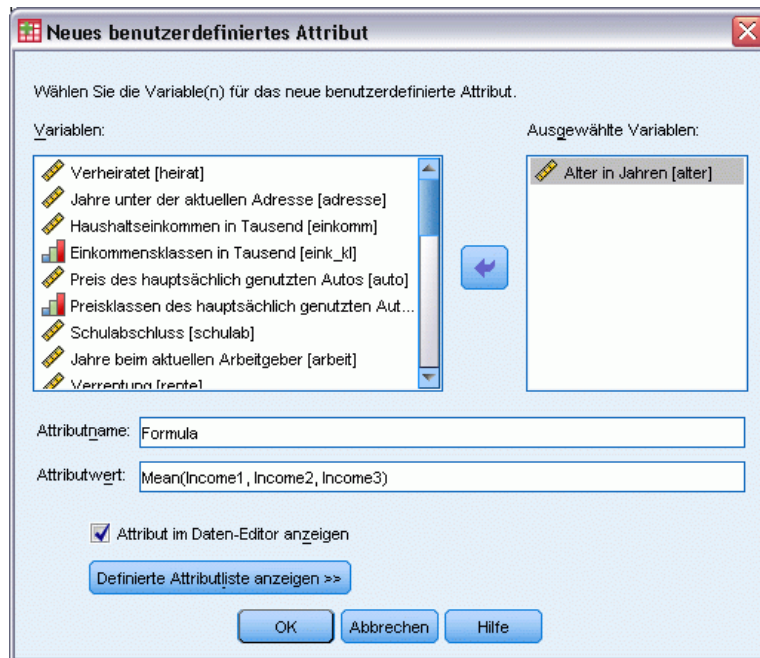 Neues benutzerdefiniertes Attribut
Wählen Sie die Variable(n) für das neue benutzerdefinierte Attribut.
Variablen:
Verheiratet [heirat]
Jahre unter der aktuellen Adresse [adresse]
Haushaltseinkommen in Tausend [einkomm]
Einkommensklassen in Tausend [eink_kl]
Preis des hauptsächlich genutzten Autos [auto]
Preisklassen des hauptsächlich genutzten Aut...
Schulabschluss [schulab]
Jahre beim aktuellen Arbeitgeber [arbeit]
Verrentung [rente]
Ausgewählte Variablen:
Alter in Jahren [alter]
Attributname: Formula
Attributwert: Mean(Income1, Income2, Income3)
Attribut im Daten-Editor anzeigen
Definierte Attributliste anzeigen >>
OK Abbrechen Hilfe